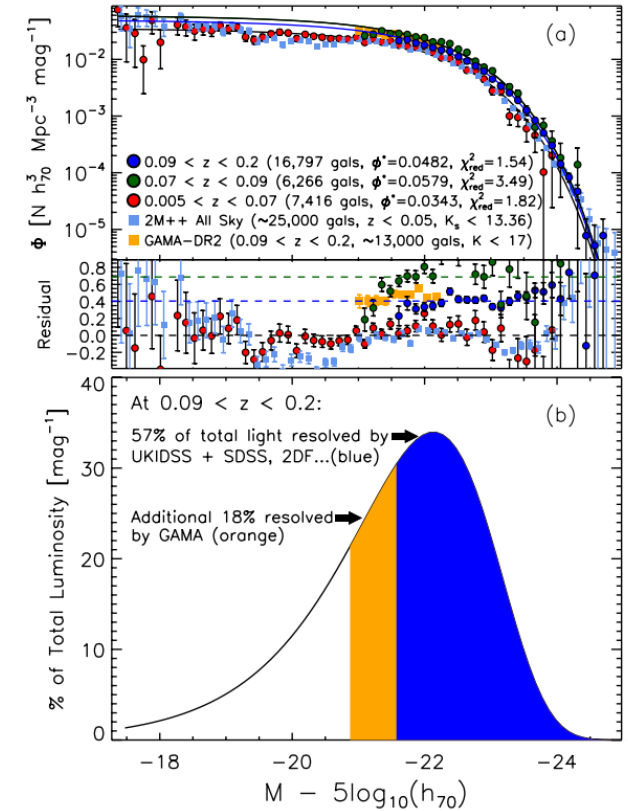 (a)
10⁻²
10⁻³
10⁻⁴
10⁻⁵
Φ [N h³₇₀ Mpc⁻³ mag⁻¹]
0.09 < z < 0.2 (16,797 gals, ϕ*=0.0482, χ²red=1.54)
0.07 < z < 0.09 (6,266 gals, ϕ*=0.0579, χ²red=3.49)
0.005 < z < 0.07 (7,416 gals, ϕ*=0.0343, χ²red=1.82)
2M++ All Sky (~25,000 gals, z < 0.05, Kₛ < 13.36)
GAMA-DR2 (0.09 < z < 0.2, ~13,000 gals, K < 17)
Residual
0.8
0.6
0.4
0.2
0.0
−0.2
(b)
% of Total Luminosity [mag⁻¹]
40
30
20
10
0
At 0.09 < z < 0.2:
57% of total light resolved by
UKIDSS + SDSS, 2DF...(blue)
Additional 18% resolved
by GAMA (orange)
−18 −20 −22 −24
M − 5log₁₀(h₇₀)